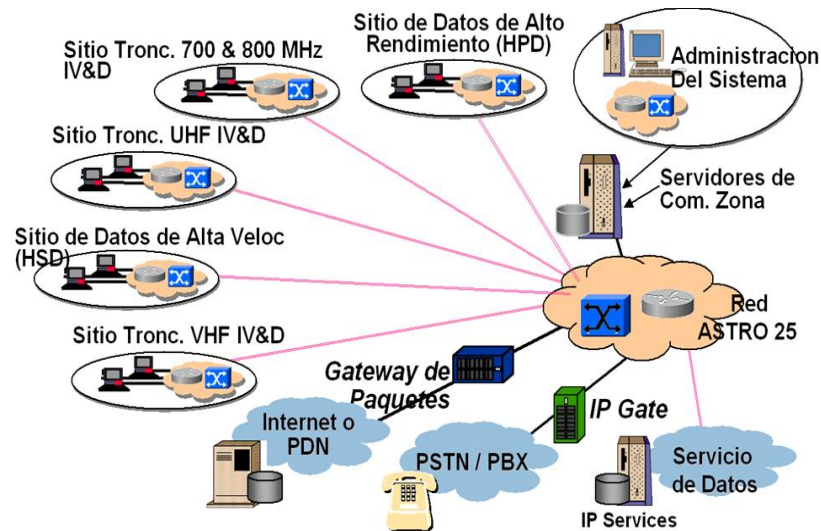 Sitio Tronc. 700 & 800 MHz
IV&D
Sitio de Datos de Alto
Rendimiento (HPD)
Administracion
Del Sistema
Sitio Tronc. UHF IV&D
Servidores de
Com. Zona
Sitio de Datos de Alta Veloc
(HSD)
Red
ASTRO 25
Sitio Tronc. VHF IV&D
Gateway de
Paquetes
IP Gate
Internet o
PDN
PSTN / PBX
Servicio
de Datos
IP Services